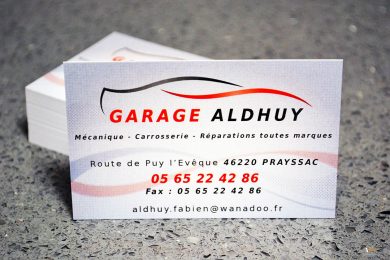 GARAGE ALDHUY
Mécanique - Carrosserie - Réparations toutes marques
Route de Puy l'Evêque 46220 PRAYSSAC
05 65 22 42 86
Fax : 05 65 22 42 86
aldhuy.fabien@wanadoo.fr